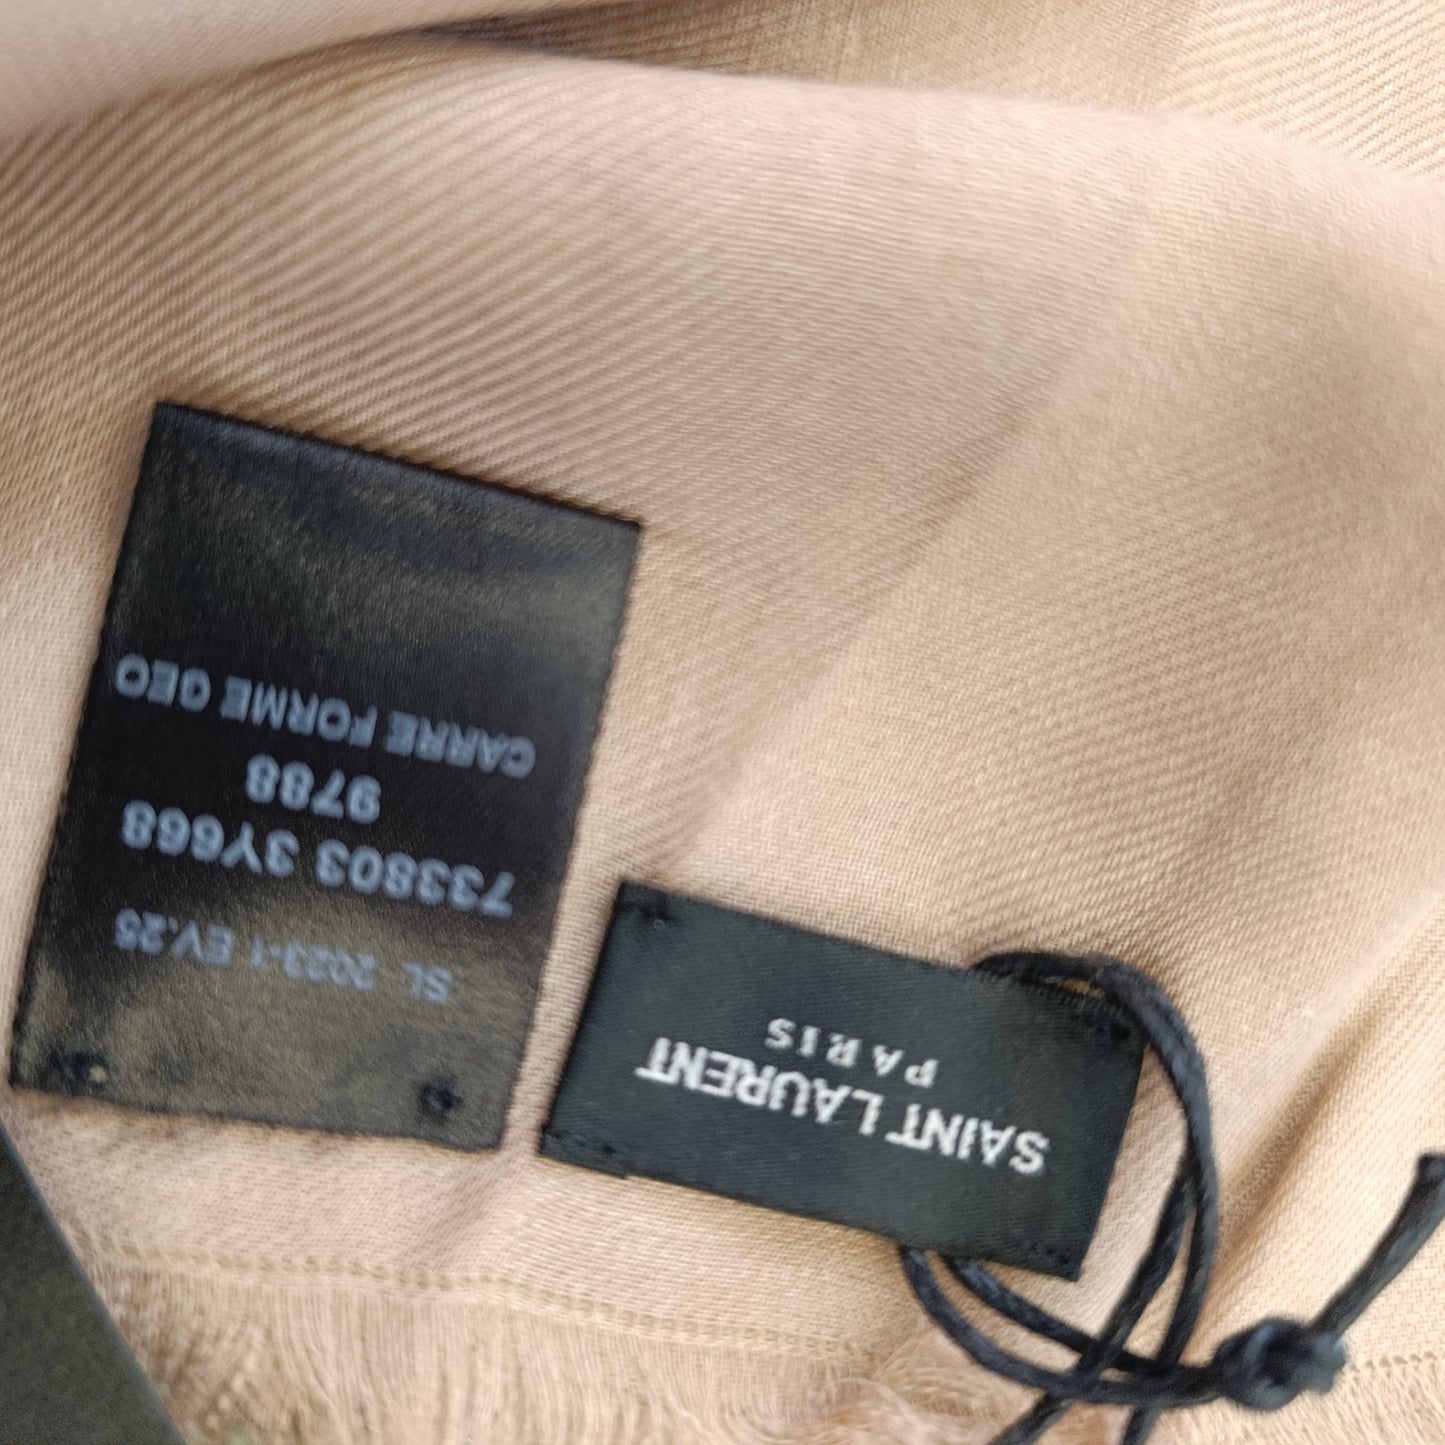 SL 2023-1 EV.25
733803 3Y668
9788
CARRE FORME GEO
SAINT LAURENT
PARIS